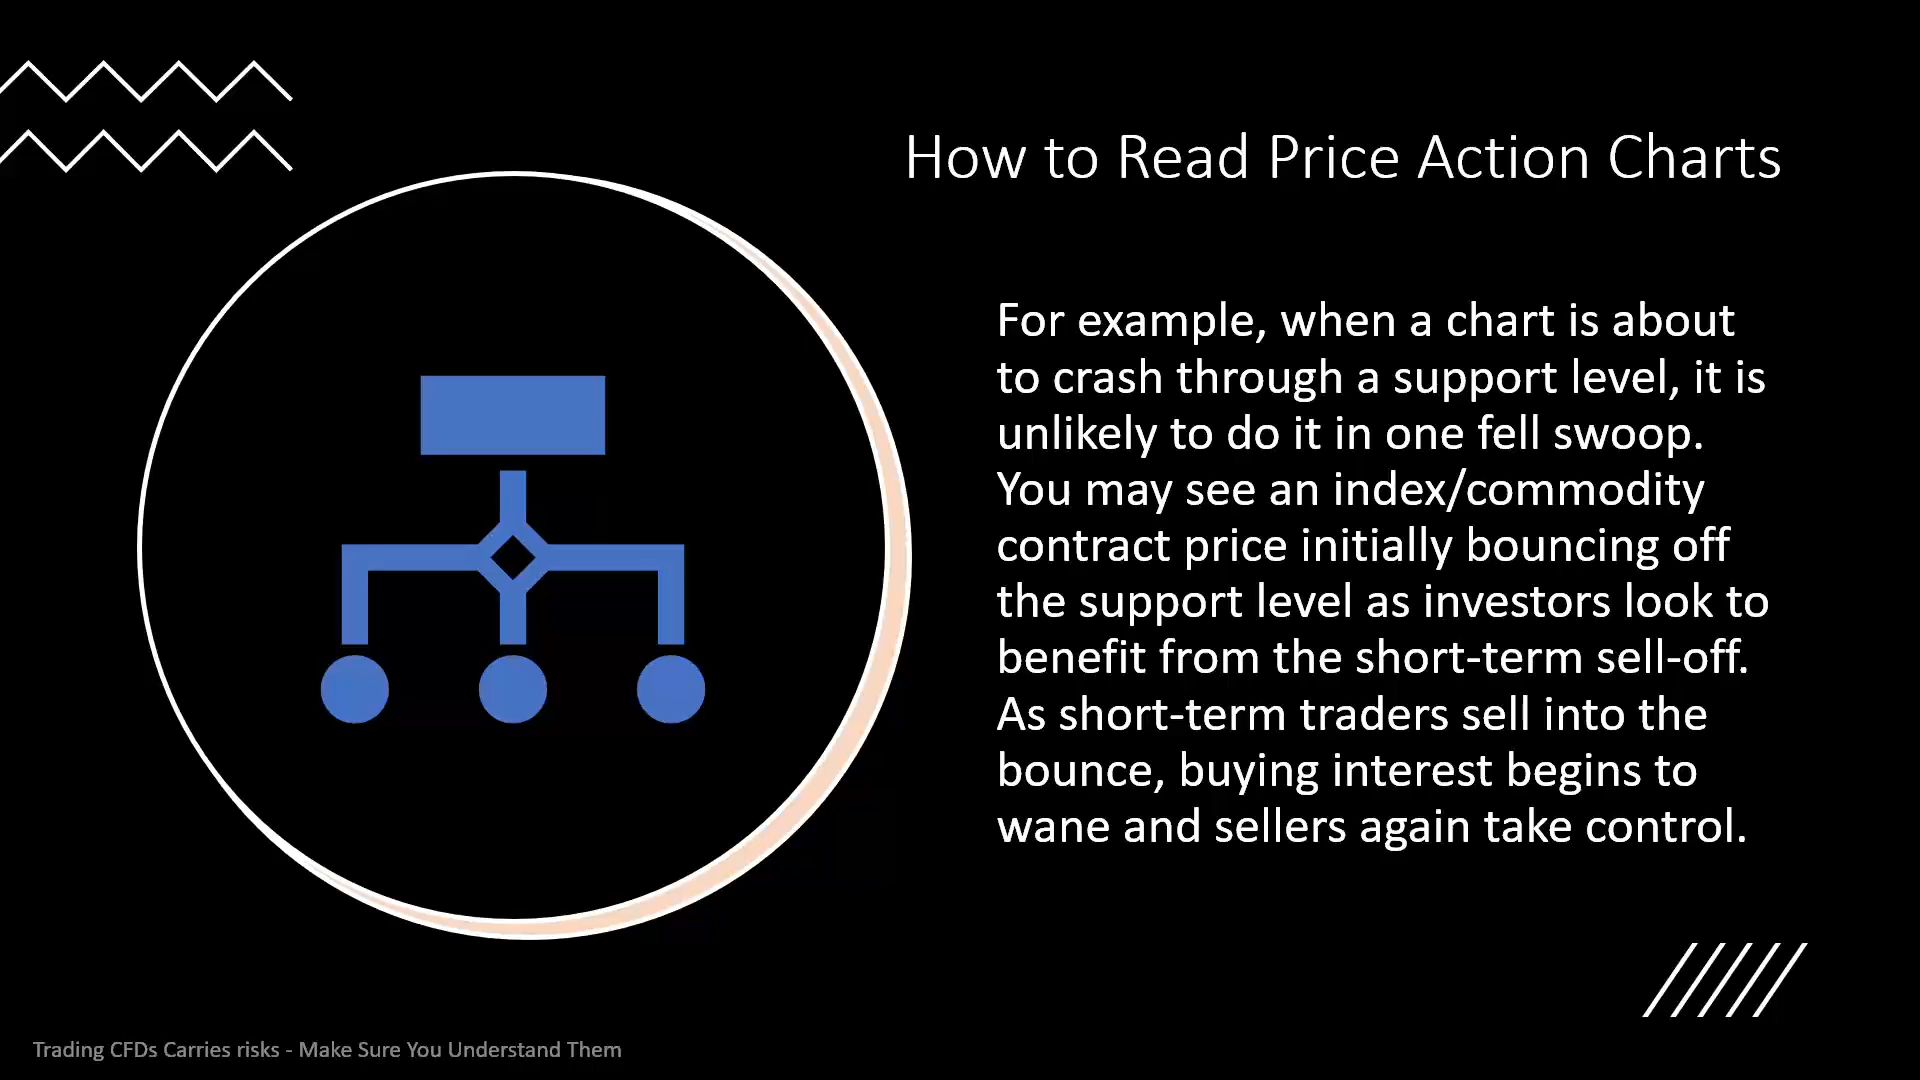 How to Read Price Action Charts
For example, when a chart is about
to crash through a support level, it is
unlikely to do it in one fell swoop.
You may see an index/commodity
contract price initially bouncing off
the support level as investors look to
benefit from the short-term sell-off.
As short-term traders sell into the
bounce, buying interest begins to
wane and sellers again take control.
Trading CFDs Carries risks - Make Sure You Understand Them